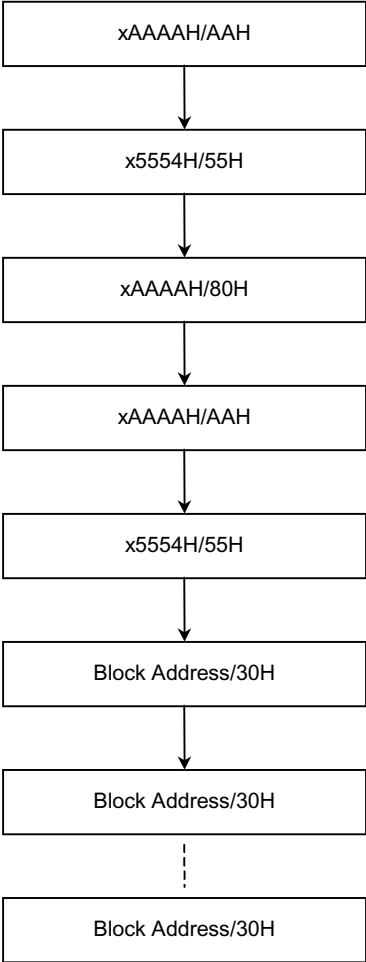 xAAAAH/AAH
x5554H/55H
xAAAAH/80H
xAAAAH/AAH
x5554H/55H
Block Address/30H
Block Address/30H
Block Address/30H